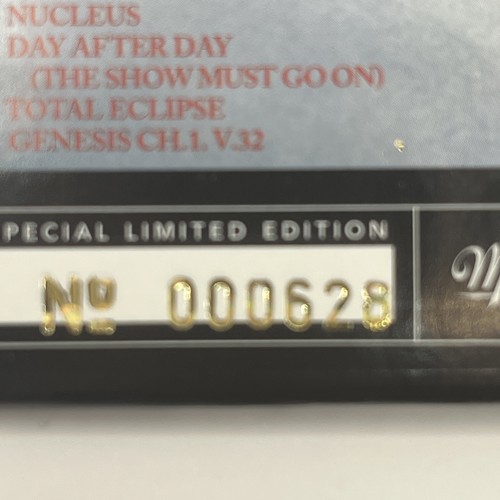 NUCLEUS
DAY AFTER DAY
(THE SHOW MUST GO ON)
TOTAL ECLIPSE
GENESIS CH.1. V.32
PECIAL LIMITED EDITION
Nº 000628